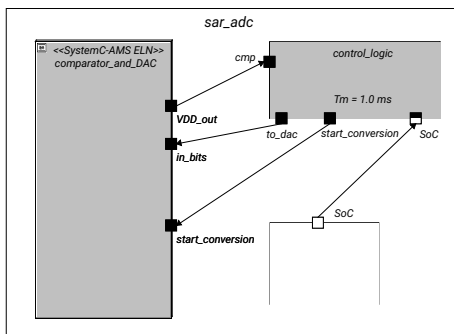 sar_adc
<<SystemC-AMS ELN>>
comparator_and_DAC
cmp
control_logic
Tm = 1.0 ms
VDD_out
to_dac
start_conversion
SoC
in_bits
SoC
start_conversion